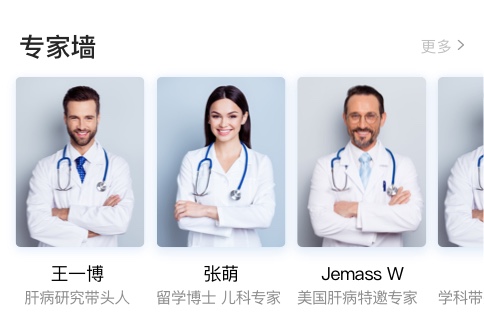 专家墙
更多
王一博
张萌
Jemass W
肝病研究带头人
留学博士 儿科专家
美国肝病特邀专家
学科带